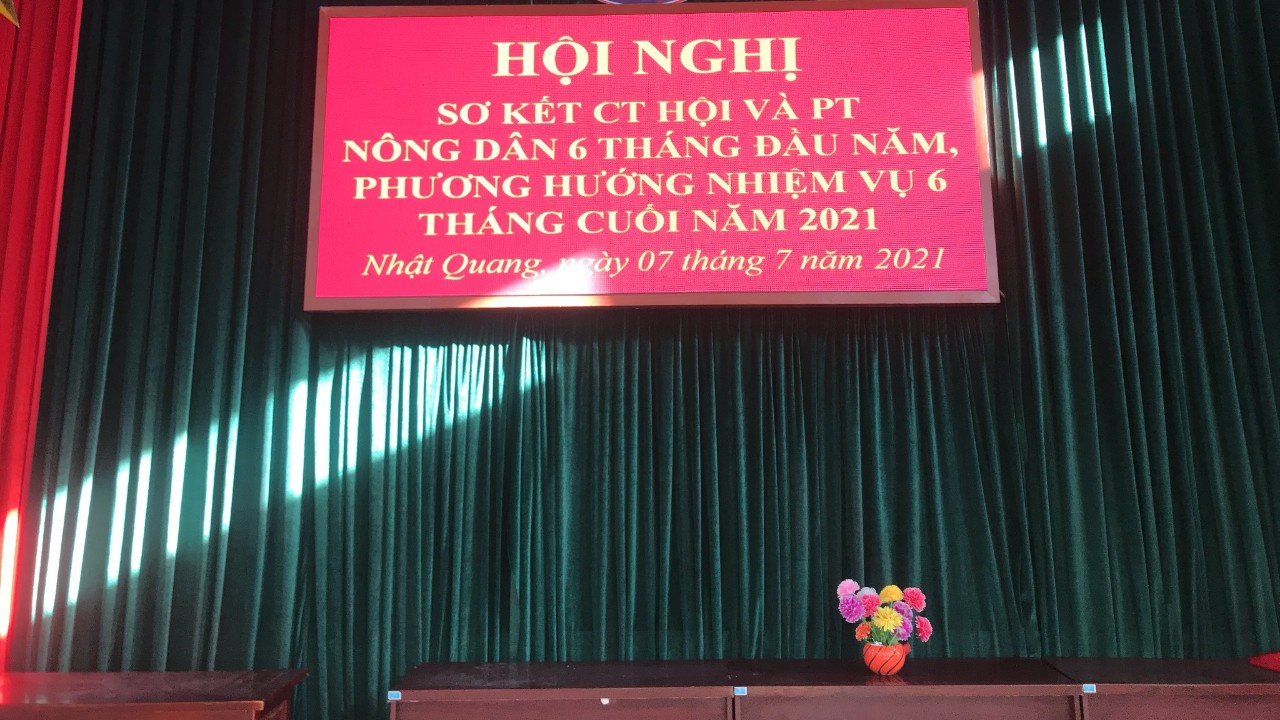 HỘI NGHỊ
SƠ KẾT CT HỘI VÀ PT
NÔNG DÂN 6 THÁNG ĐẦU NĂM,
PHƯƠNG HƯỚNG NHIỆM VỤ 6
THÁNG CUỐI NĂM 2021
Nhật Quang, ngày 07 tháng 7 năm 2021